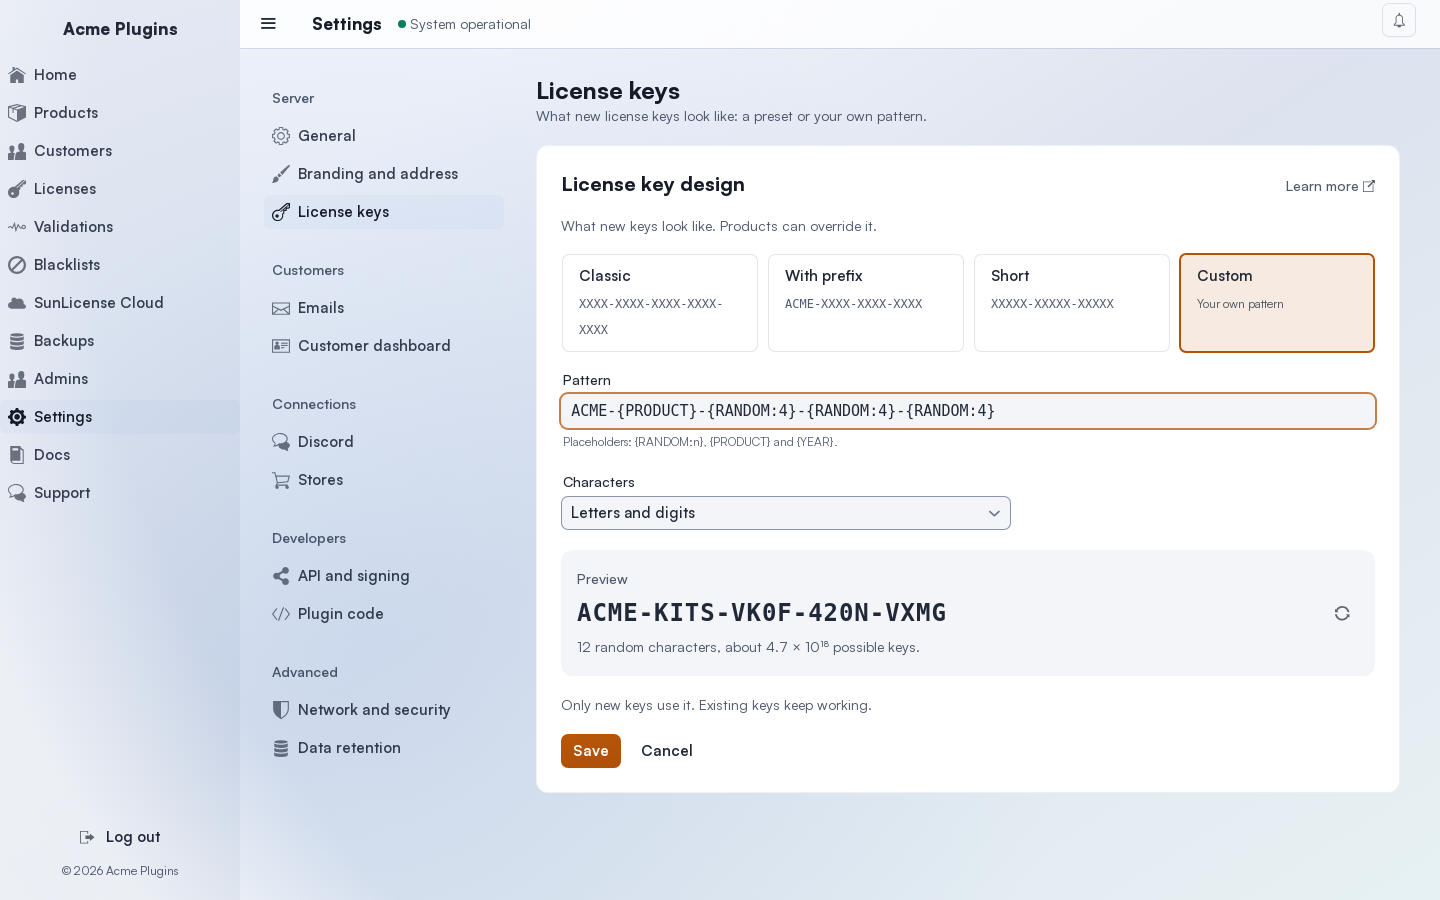 Acme Plugins
Home
Products
Customers
Licenses
Validations
Blacklists
SunLicense Cloud
Backups
Admins
Settings
Docs
Support
Log out
© 2026 Acme Plugins
Settings
System operational
Server
General
Branding and address
License keys
Customers
Emails
Customer dashboard
Connections
Discord
Stores
Developers
API and signing
Plugin code
Advanced
Network and security
Data retention
License keys
What new license keys look like: a preset or your own pattern.
License key design
Learn more
What new keys look like. Products can override it.
Classic
XXXX-XXXX-XXXX-XXXX-
XXXX
With prefix
ACME-XXXX-XXXX-XXXX
Short
XXXXX-XXXXX-XXXXX
Custom
Your own pattern
Pattern
ACME-{PRODUCT}-{RANDOM:4}-{RANDOM:4}-{RANDOM:4}
Placeholders: {RANDOM:n}, {PRODUCT} and {YEAR}.
Characters
Letters and digits
Preview
ACME-KITS-VK0F-420N-VXMG
12 random characters, about 4.7 × 10¹⁸ possible keys.
Only new keys use it. Existing keys keep working.
Save
Cancel